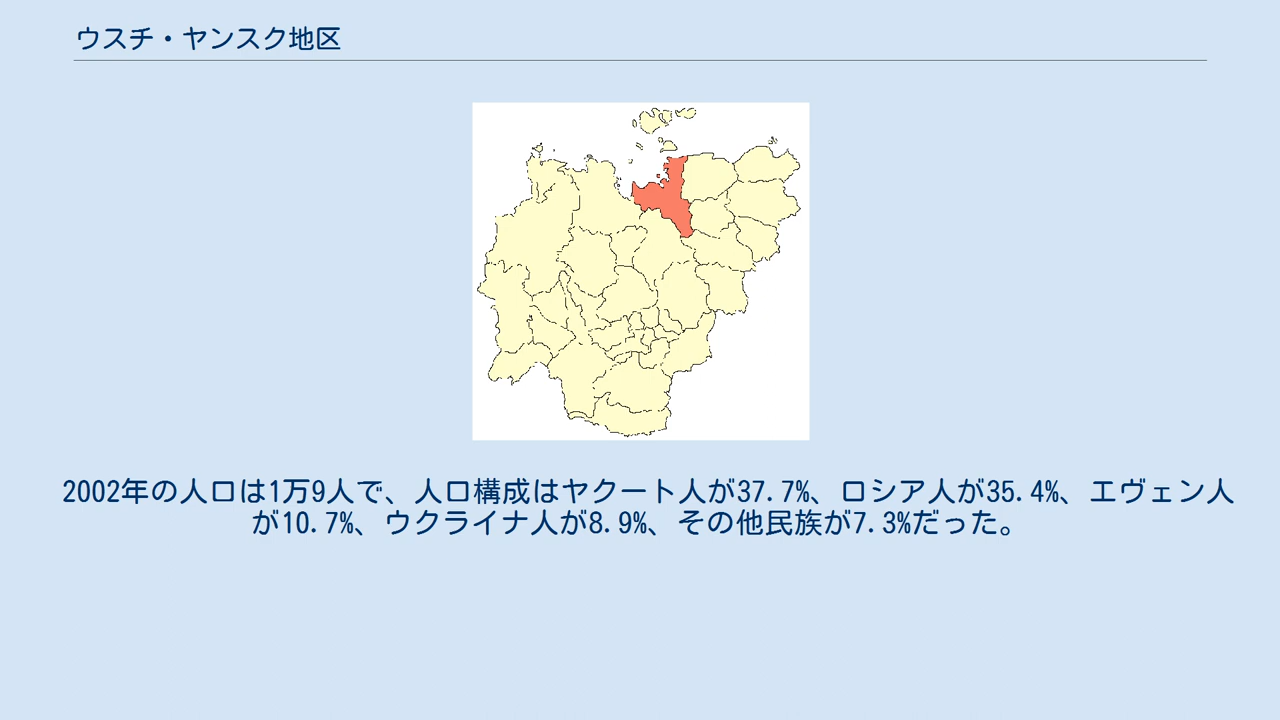 ウスチ・ヤンスク地区
2002年の人口は1万9人で、人口構成はヤクート人が37.7%、ロシア人が35.4%、エヴェン人
が10.7%、ウクライナ人が8.9%、その他民族が7.3%だった。